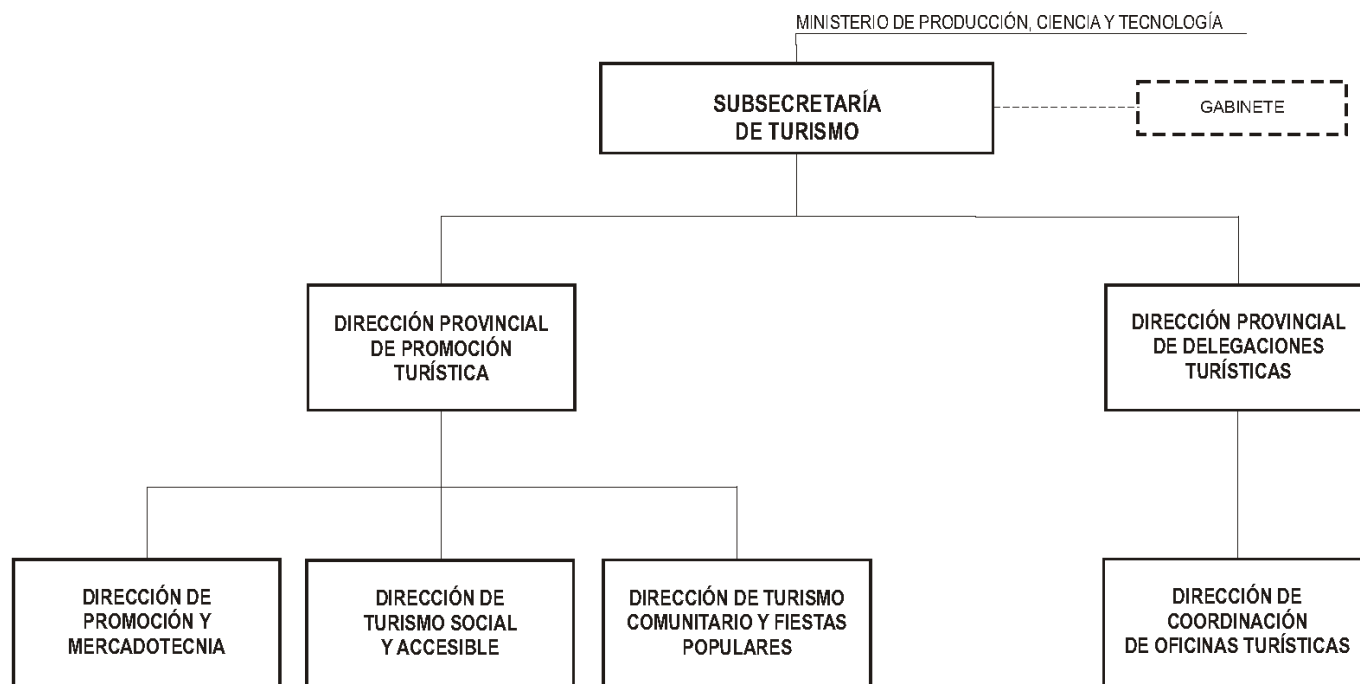 MINISTERIO DE PRODUCCIÓN, CIENCIA Y TECNOLOGÍA
SUBSECRETARÍA
DE TURISMO
GABINETE
DIRECCIÓN PROVINCIAL
DE PROMOCIÓN
TURÍSTICA
DIRECCIÓN PROVINCIAL
DE DELEGACIONES
TURÍSTICAS
DIRECCIÓN DE
PROMOCIÓN Y
MERCADOTECNIA
DIRECCIÓN DE
TURISMO SOCIAL
Y ACCESIBLE
DIRECCIÓN DE TURISMO
COMUNITARIO Y FIESTAS
POPULARES
DIRECCIÓN DE
COORDINACIÓN
DE OFICINAS TURÍSTICAS